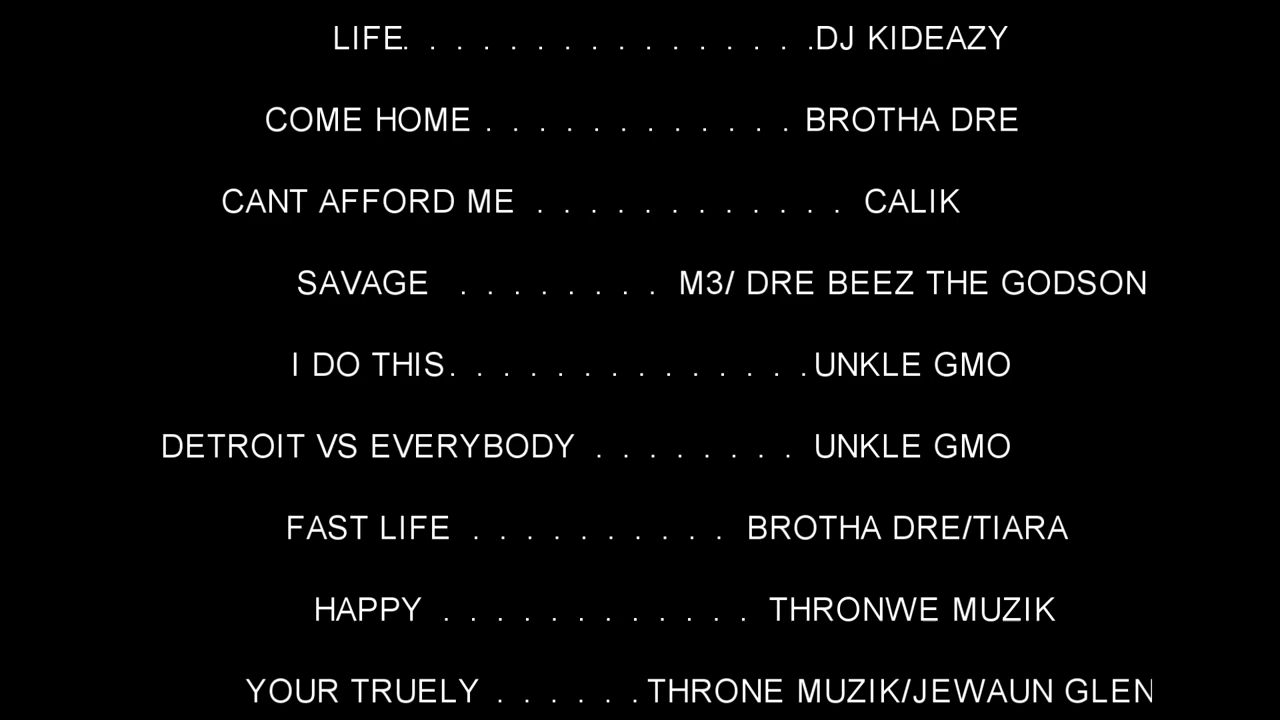 LIFE. . . . . . . . . . . . . . . .DJ KIDEAZY
COME HOME . . . . . . . . . . . . BROTHA DRE
CANT AFFORD ME . . . . . . . . . . . . CALIK
SAVAGE . . . . . . . . M3/ DRE BEEZ THE GODSON
I DO THIS. . . . . . . . . . . . . .UNKLE GMO
DETROIT VS EVERYBODY . . . . . . . . UNKLE GMO
FAST LIFE . . . . . . . . . . BROTHA DRE/TIARA
HAPPY . . . . . . . . . . . . THRONWE MUZIK
YOUR TRUELY . . . . . .THRONE MUZIK/JEWAUN GLEN